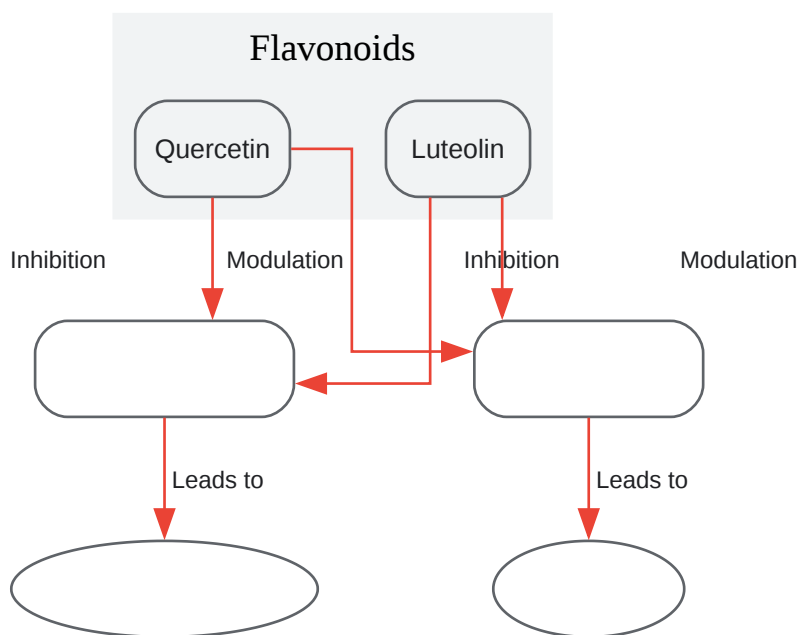 Flavonoids
Quercetin
Luteolin
Inhibition
Modulation
Inhibition
Modulation
Leads to
Leads to